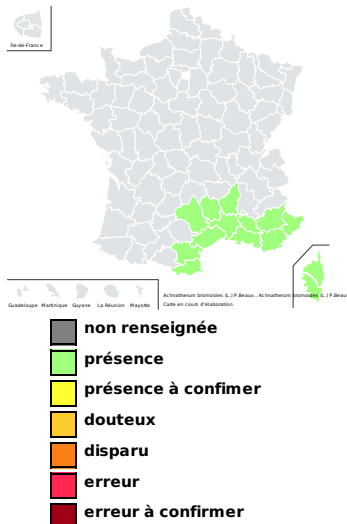 Île-de-France
Guadeloupe Martinique Guyane La Réunion Mayotte
Achnatherum bromoides (L.) P.Beauv., Achnatherum bromoides (L.) P.Beauv
Carte en cours d'élaboration.
non renseignée
présence
présence à confimer
douteux
disparu
erreur
erreur à confirmer